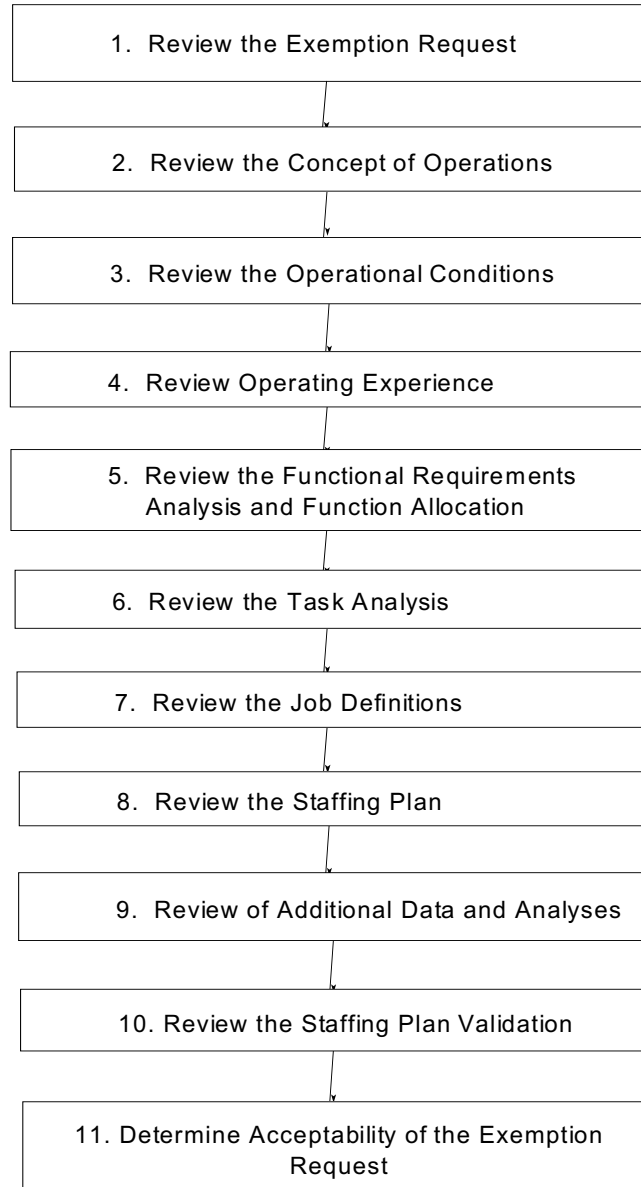 1. Review the Exemption Request
2. Review the Concept of Operations
3. Review the Operational Conditions
4. Review Operating Experience
5. Review the Functional Requirements
Analysis and Function Allocation
6. Review the Task Analysis
7. Review the Job Definitions
8. Review the Staffing Plan
9. Review of Additional Data and Analyses
10. Review the Staffing Plan Validation
11. Determine Acceptability of the Exemption
Request